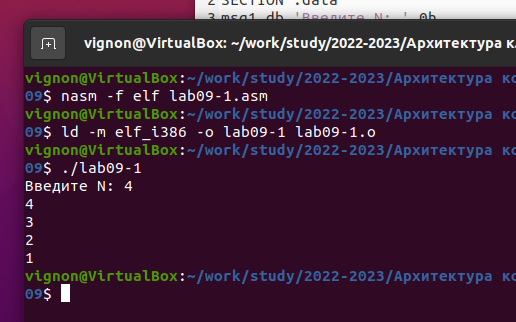 2 SECTION .data
3 msg1 db 'Введите N: ',0h
vignon@VirtualBox: ~/work/study/2022-2023/Архитектура к
vignon@VirtualBox:~/work/study/2022-2023/Архитектура ко
09$ nasm -f elf lab09-1.asm
vignon@VirtualBox:~/work/study/2022-2023/Архитектура ко
09$ ld -m elf_i386 -o lab09-1 lab09-1.o
vignon@VirtualBox:~/work/study/2022-2023/Архитектура ко
09$ ./lab09-1
Введите N: 4
4
3
2
1
vignon@VirtualBox:~/work/study/2022-2023/Архитектура ко
09$